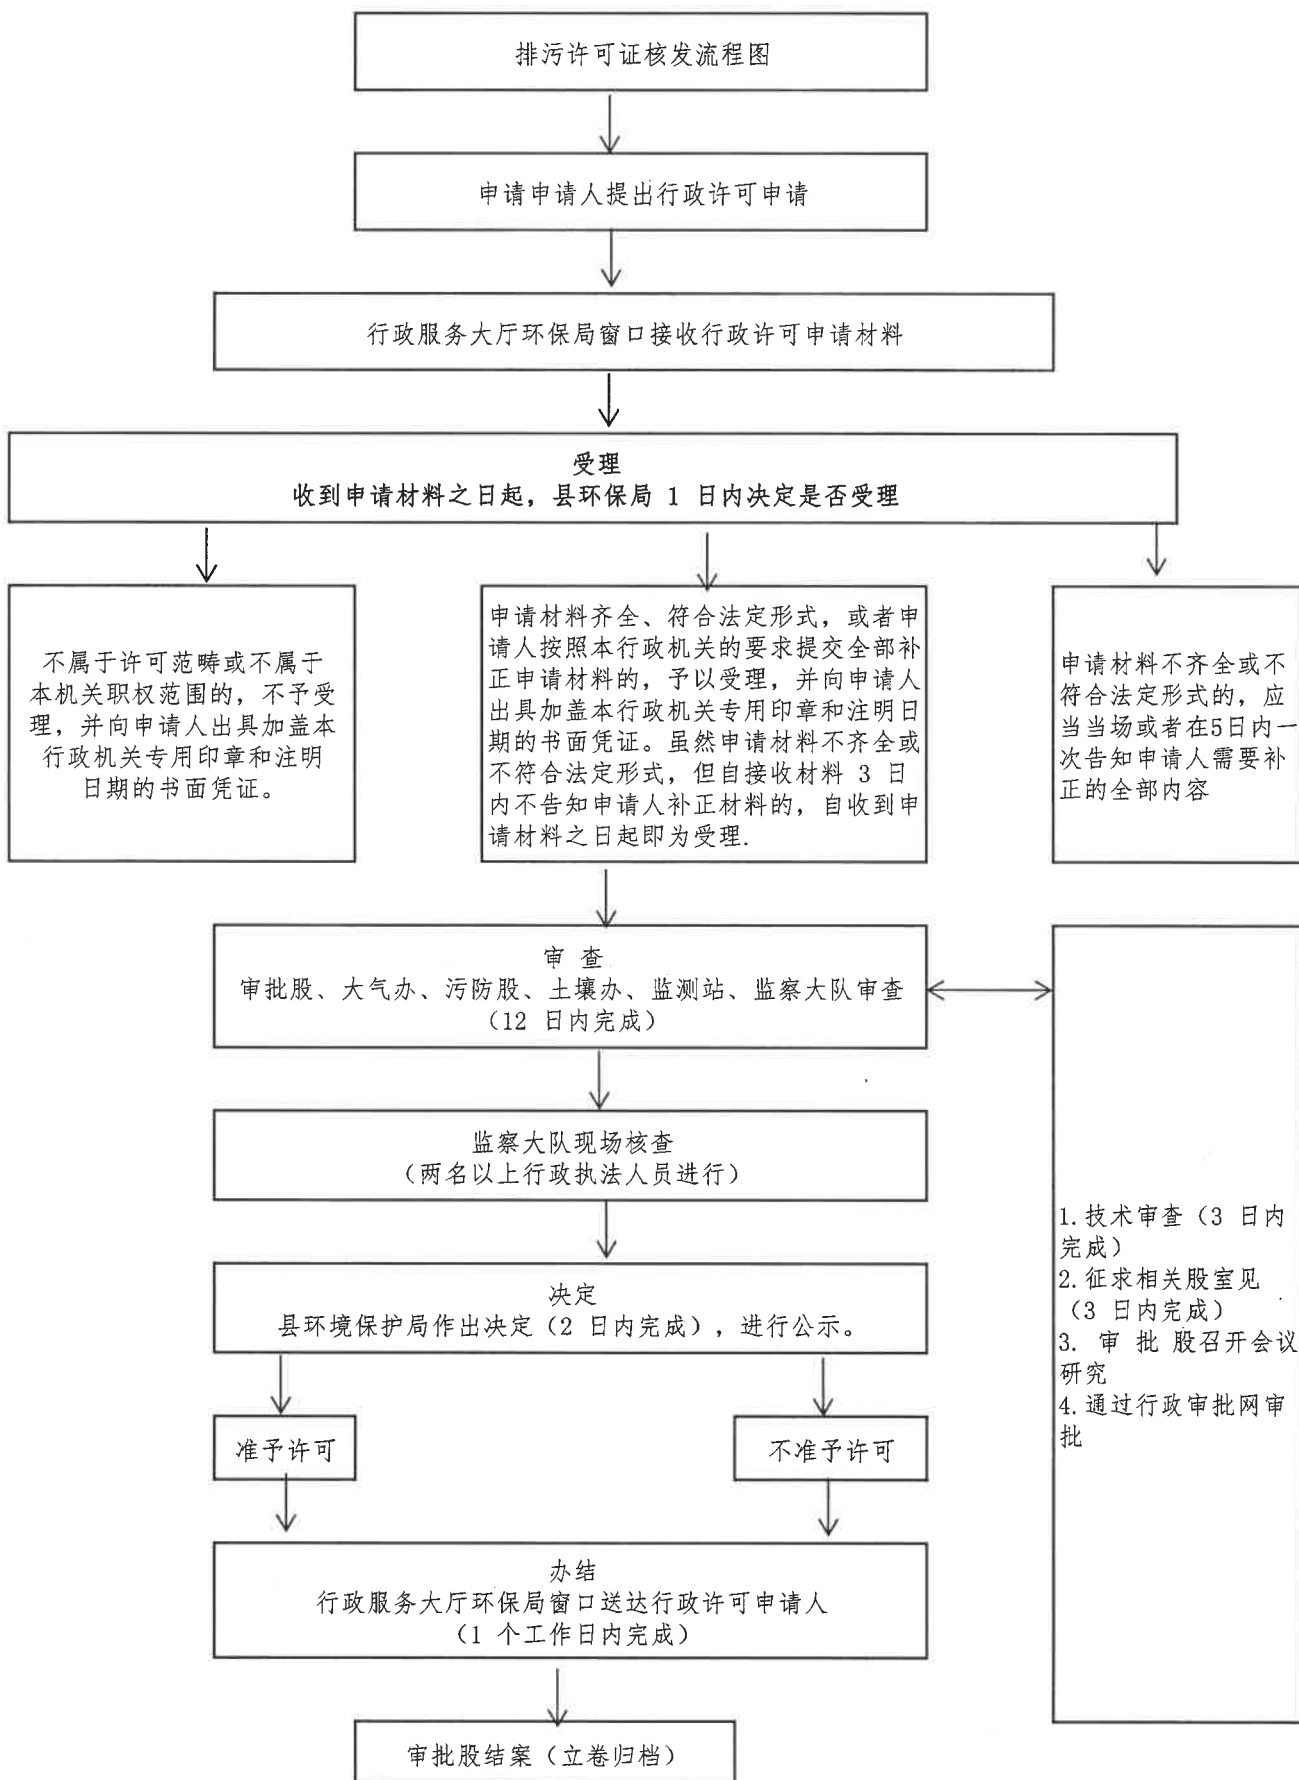 排污许可证核发流程图
申请申请人提出行政许可申请
行政服务大厅环保局窗口接收行政许可申请材料
受理
收到申请材料之日起，县环保局 1 日内决定是否受理
不属于许可范畴或不属于
本机关职权范围的，不予受
理，并向申请人出具加盖本
行政机关专用印章和注明
日期的书面凭证。
申请材料齐全、符合法定形式，或者申
请人按照本行政机关的要求提交全部补
正申请材料的，予以受理，并向申请人
出具加盖本行政机关专用印章和注明日
期的书面凭证。虽然申请材料不齐全或
不符合法定形式，但自接收材料 3 日
内不告知申请人补正材料的，自收到申
请材料之日起即为受理.
申请材料不齐全或不
符合法定形式的，应
当当场或者在5日内一
次告知申请人需要补
正的全部内容
审 查
审批股、大气办、污防股、土壤办、监测站、监察大队审查
（12 日内完成）
监察大队现场核查
（两名以上行政执法人员进行）
决定
县环境保护局作出决定（2 日内完成），进行公示。
准予许可
不准予许可
办结
行政服务大厅环保局窗口送达行政许可申请人
（1 个工作日内完成）
审批股结案（立卷归档）
1.技术审查（3 日内
完成）
2.征求相关股室见
（3 日内完成）
3. 审 批 股召开会议
研究
4.通过行政审批网审
批